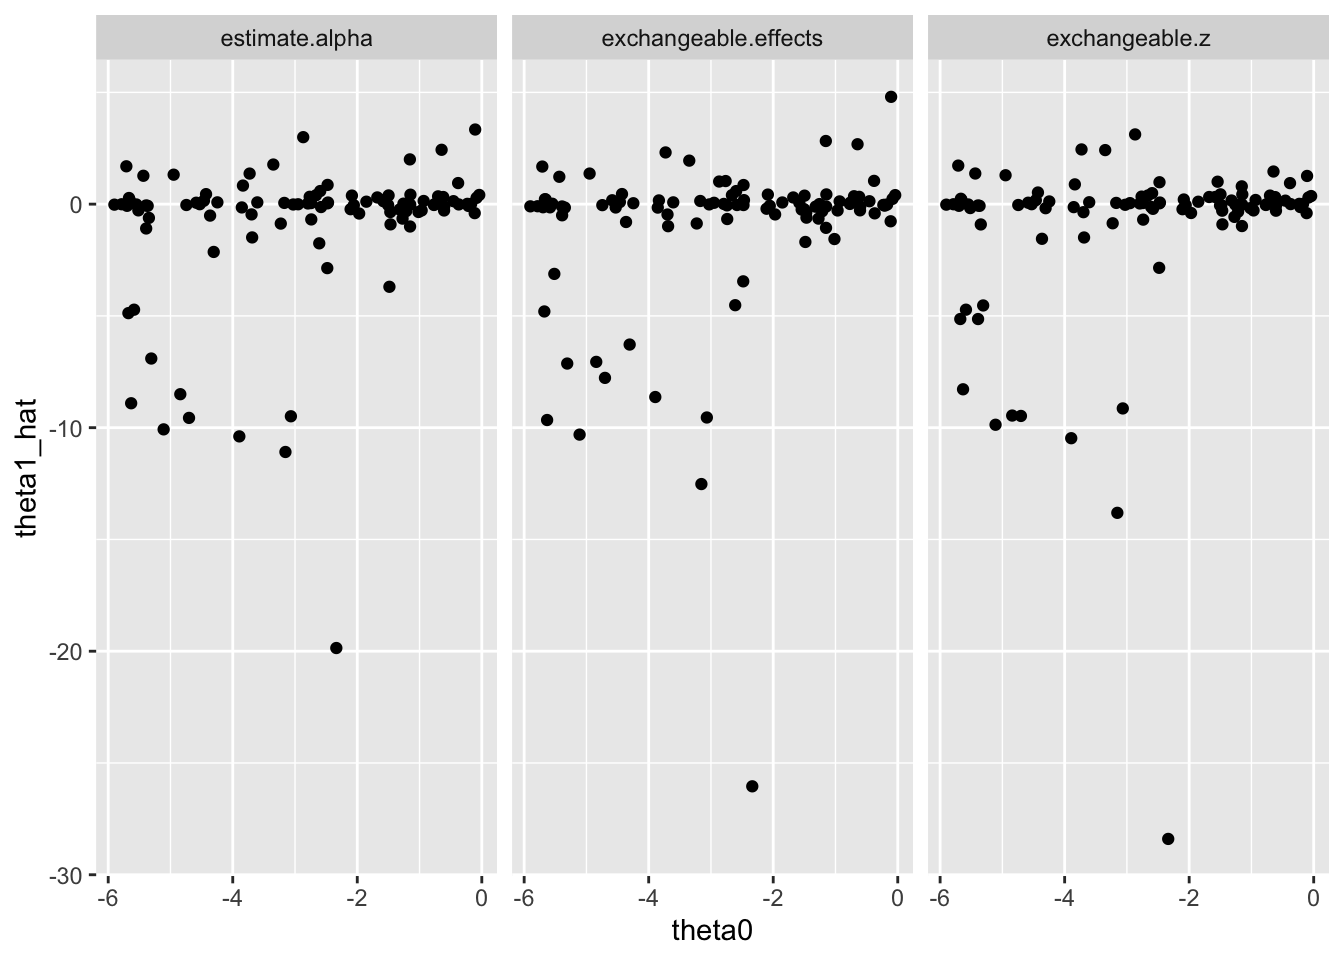 estimate.alpha exchangeable.effects exchangeable.z
0
-10
-20
-30
-6 -4 -2 0 -6 -4 -2 0 -6 -4 -2 0
theta0
theta1_hat